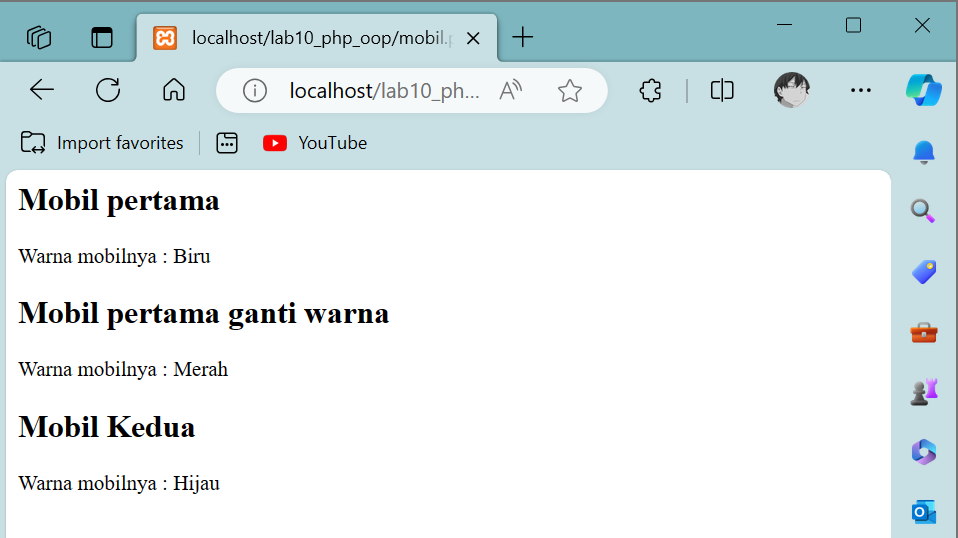 localhost/lab10_php_oop/mobil.p
localhost/lab10_ph...
Import favorites
YouTube
Mobil pertama
Warna mobilnya : Biru
Mobil pertama ganti warna
Warna mobilnya : Merah
Mobil Kedua
Warna mobilnya : Hijau